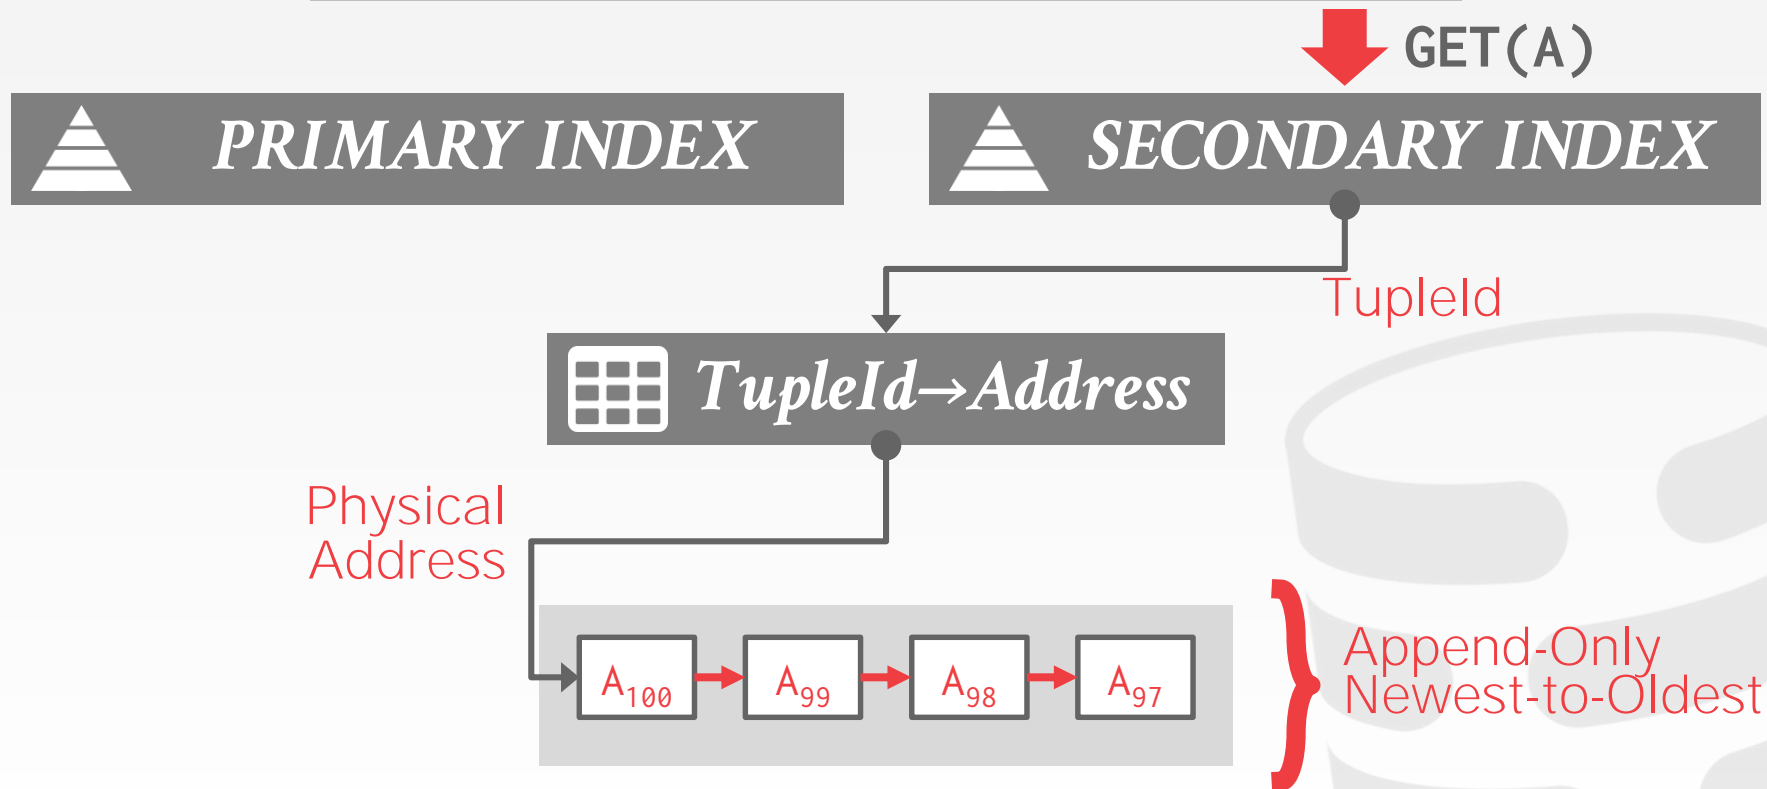 GET(A)
PRIMARY INDEX
SECONDARY INDEX
TupleId
TupleId→Address
Physical
Address
A100
A99
A98
A97
Append-Only
Newest-to-Oldest